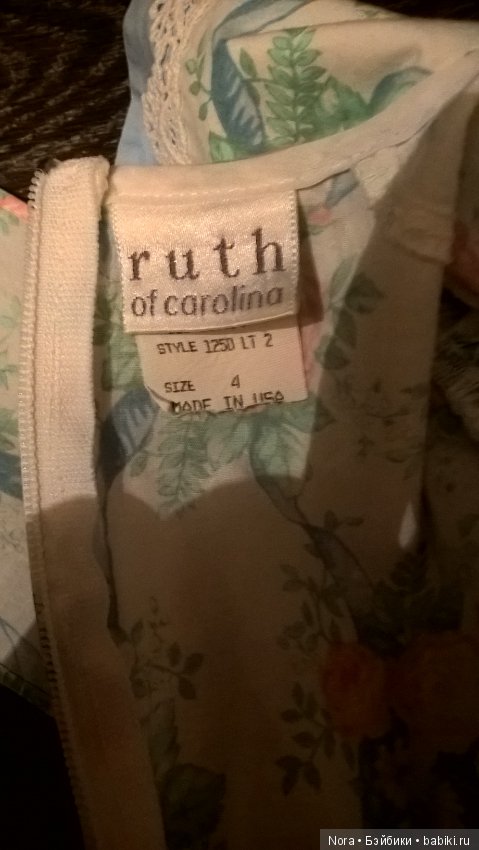 ruth
of carolina
STYLE 1250 LT 2
SIZE 4
MADE IN USA
Nora • Бэйбики • babiki.ru